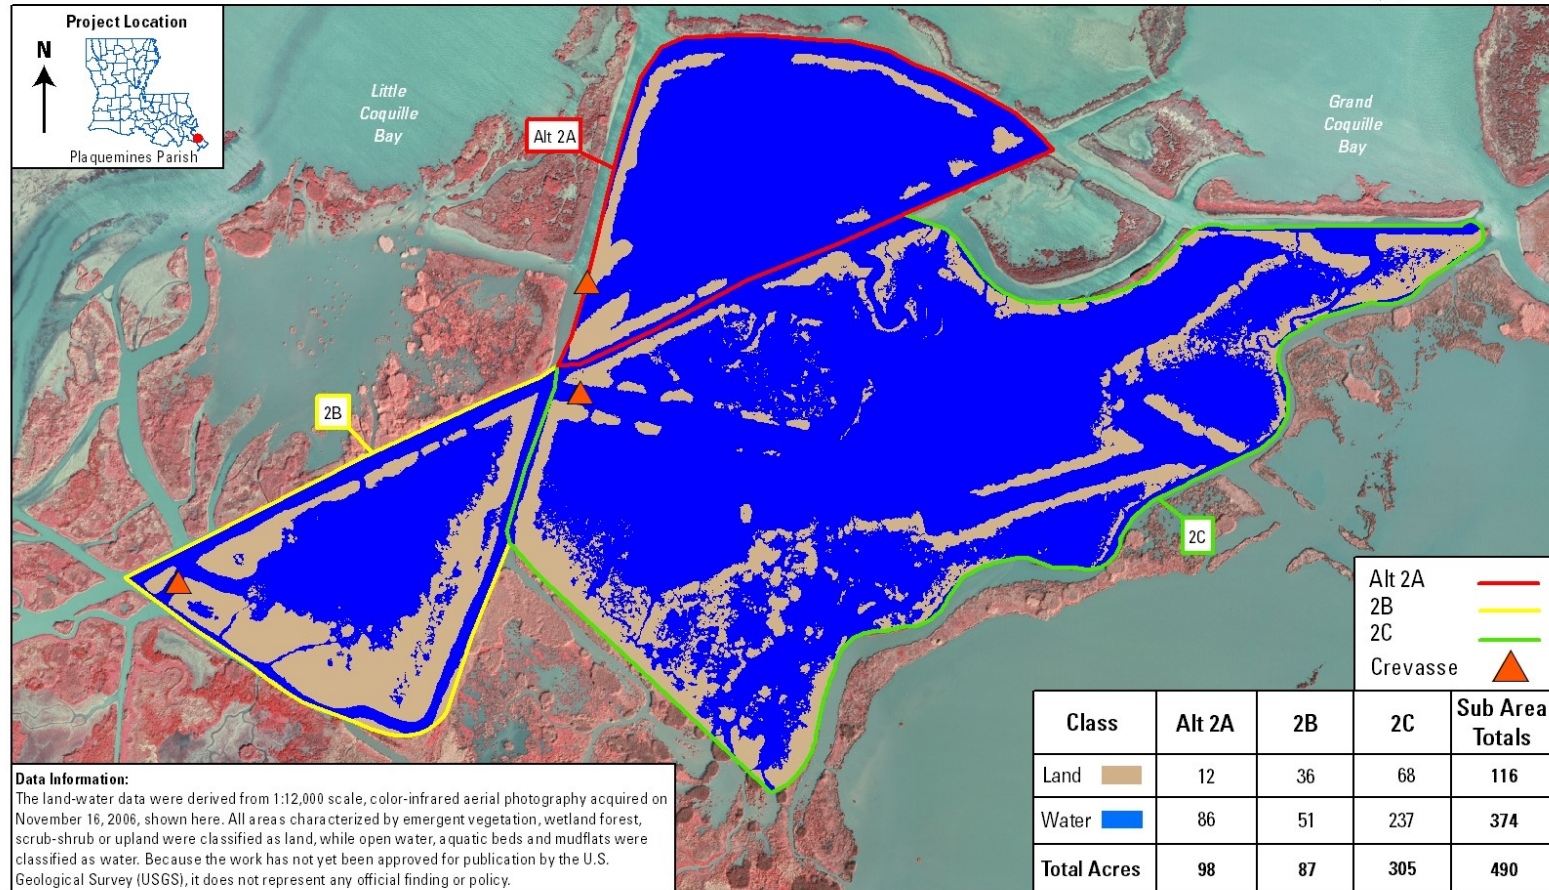 Project Location
N
Plaquemines Parish
Little
Coquille
Bay
Grand
Coquille
Bay
Alt 2A
2B
2C
Alt 2A
2B
2C
Crevasse
Class Alt 2A 2B 2C Sub Area Totals
Land 12 36 68 116
Water 86 51 237 374
Total Acres 98 87 305 490
Data Information:
The land-water data were derived from 1:12,000 scale, color-infrared aerial photography acquired on
November 16, 2006, shown here. All areas characterized by emergent vegetation, wetland forest,
scrub-shrub or upland were classified as land, while open water, aquatic beds and mudflats were
classified as water. Because the work has not yet been approved for publication by the U.S.
Geological Survey (USGS), it does not represent any official finding or policy.